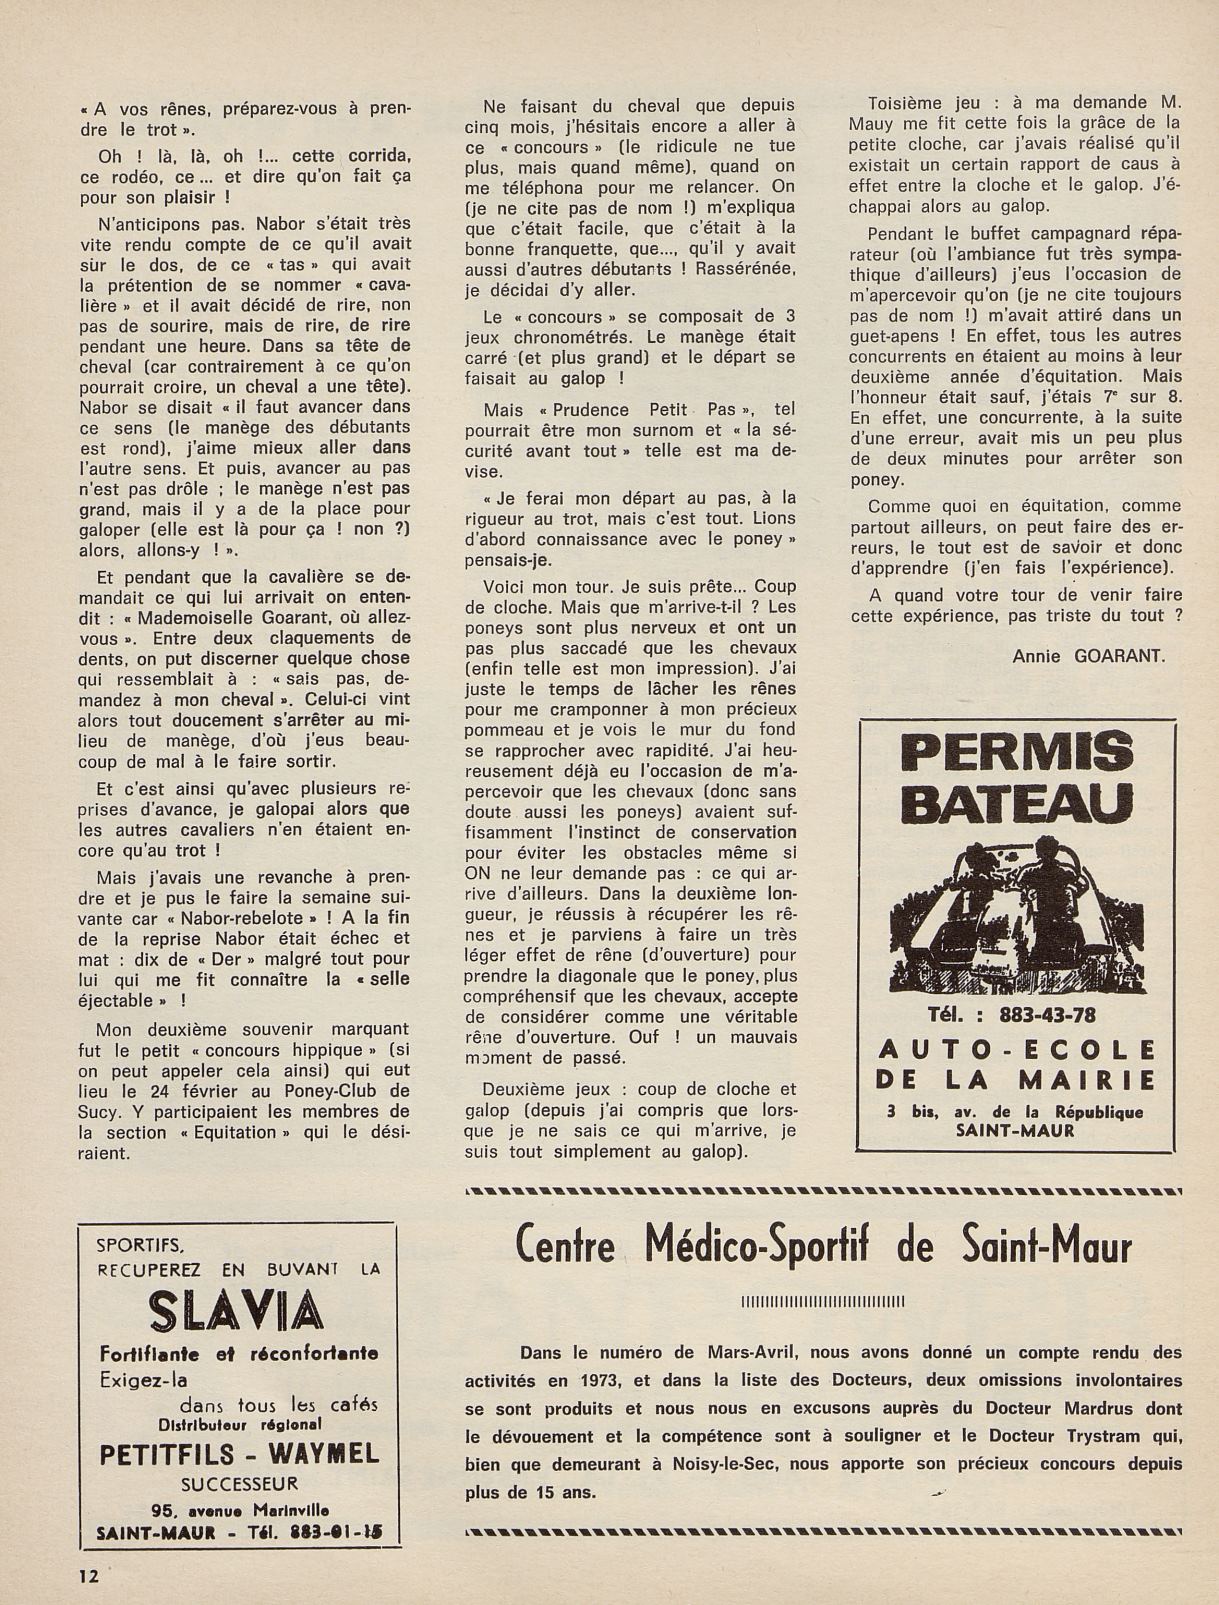 « A vos rênes, préparez-vous à pren-
dre le trot ».
Oh ! là, là, oh !... cette corrida,
ce rodéo, ce ... et dire qu'on fait ça
pour son plaisir !
N'anticipons pas. Nabor s'était très
vite rendu compte de ce qu'il avait
sur le dos, de ce « tas » qui avait
la prétention de se nommer « cava-
lière » et il avait décidé de rire, non
pas de sourire, mais de rire, de rire
pendant une heure. Dans sa tête de
cheval (car contrairement à ce qu'on
pourrait croire, un cheval a une tête).
Nabor se disait « il faut avancer dans
ce sens (le manège des débutants
est rond), j'aime mieux aller dans
l'autre sens. Et puis, avancer au pas
n'est pas drôle ; le manège n'est pas
grand, mais il y a de la place pour
galoper (elle est là pour ça ! non ?)
alors, allons-y ! ».
Et pendant que la cavalière se de-
mandait ce qui lui arrivait on enten-
dit : « Mademoiselle Goarant, où allez-
vous ». Entre deux claquements de
dents, on put discerner quelque chose
qui ressemblait à : « sais pas, de-
mandez à mon cheval ». Celui-ci vint
alors tout doucement s'arrêter au mi-
lieu de manège, d'où j'eus beau-
coup de mal à le faire sortir.
Et c'est ainsi qu'avec plusieurs re-
prises d'avance, je galopai alors que
les autres cavaliers n'en étaient en-
core qu'au trot !
Mais j'avais une revanche à pren-
dre et je pus le faire la semaine sui-
vante car « Nabor-rebelote » ! A la fin
de la reprise Nabor était échec et
mat : dix de « Der » malgré tout pour
lui qui me fit connaître la « selle
éjectable » !
Mon deuxième souvenir marquant
fut le petit « concours hippique » (si
on peut appeler cela ainsi) qui eut
lieu le 24 février au Poney-Club de
Sucy. Y participaient les membres de
la section « Equitation » qui le dési-
raient.
Ne faisant du cheval que depuis
cinq mois, j'hésitais encore a aller à
ce « concours » (le ridicule ne tue
plus, mais quand même), quand on
me téléphona pour me relancer. On
(je ne cite pas de nom !) m'expliqua
que c'était facile, que c'était à la
bonne franquette, que..., qu'il y avait
aussi d'autres débutants ! Rassérénée,
je décidai d'y aller.
Le « concours » se composait de 3
jeux chronométrés. Le manège était
carré (et plus grand) et le départ se
faisait au galop !
Mais « Prudence Petit Pas », tel
pourrait être mon surnom et « la sé-
curité avant tout » telle est ma de-
vise.
« Je ferai mon départ au pas, à la
rigueur au trot, mais c'est tout. Lions
d'abord connaissance avec le poney »
pensais-je.
Voici mon tour. Je suis prête... Coup
de cloche. Mais que m'arrive-t-il ? Les
poneys sont plus nerveux et ont un
pas plus saccadé que les chevaux
(enfin telle est mon impression). J'ai
juste le temps de lâcher les rênes
pour me cramponner à mon précieux
pommeau et je vois le mur du fond
se rapprocher avec rapidité. J'ai heu-
reusement déjà eu l'occasion de m'a-
percevoir que les chevaux (donc sans
doute aussi les poneys) avaient suf-
fisamment l'instinct de conservation
pour éviter les obstacles même si
ON ne leur demande pas : ce qui ar-
rive d'ailleurs. Dans la deuxième lon-
gueur, je réussis à récupérer les rê-
nes et je parviens à faire un très
léger effet de rêne (d'ouverture) pour
prendre la diagonale que le poney, plus
compréhensif que les chevaux, accepte
de considérer comme une véritable
rêne d'ouverture. Ouf ! un mauvais
moment de passé.
Deuxième jeux : coup de cloche et
galop (depuis j'ai compris que lors-
que je ne sais ce qui m'arrive, je
suis tout simplement au galop).
Toisième jeu : à ma demande M.
Mauy me fit cette fois la grâce de la
petite cloche, car j'avais réalisé qu'il
existait un certain rapport de caus à
effet entre la cloche et le galop. J'é-
chappai alors au galop.
Pendant le buffet campagnard répa-
rateur (où l'ambiance fut très sympa-
thique d'ailleurs) j'eus l'occasion de
m'apercevoir qu'on (je ne cite toujours
pas de nom !) m'avait attiré dans un
guet-apens ! En effet, tous les autres
concurrents en étaient au moins à leur
deuxième année d'équitation. Mais
l'honneur était sauf, j'étais 7e sur 8.
En effet, une concurrente, à la suite
d'une erreur, avait mis un peu plus
de deux minutes pour arrêter son
poney.
Comme quoi en équitation, comme
partout ailleurs, on peut faire des er-
reurs, le tout est de savoir et donc
d'apprendre (j'en fais l'expérience).
A quand votre tour de venir faire
cette expérience, pas triste du tout ?
Annie GOARANT.
PERMIS
BATEAU
Tél. : 883-43-78
AUTO-ECOLE
DE LA MAIRIE
3 bis, av. de la République
SAINT-MAUR
SPORTIFS,
RECUPEREZ EN BUVANT LA
SLAVIA
Fortifiante et réconfortante
Exigez-la
dans tous les cafés
Distributeur régional
PETITFILS - WAYMEL
SUCCESSEUR
95, avenue Marinville
SAINT-MAUR - Tél. 883-01-15
Centre Médico-Sportif de Saint-Maur
Dans le numéro de Mars-Avril, nous avons donné un compte rendu des
activités en 1973, et dans la liste des Docteurs, deux omissions involontaires
se sont produits et nous nous en excusons auprès du Docteur Mardrus dont
le dévouement et la compétence sont à souligner et le Docteur Trystram qui,
bien que demeurant à Noisy-le-Sec, nous apporte son précieux concours depuis
plus de 15 ans.
12